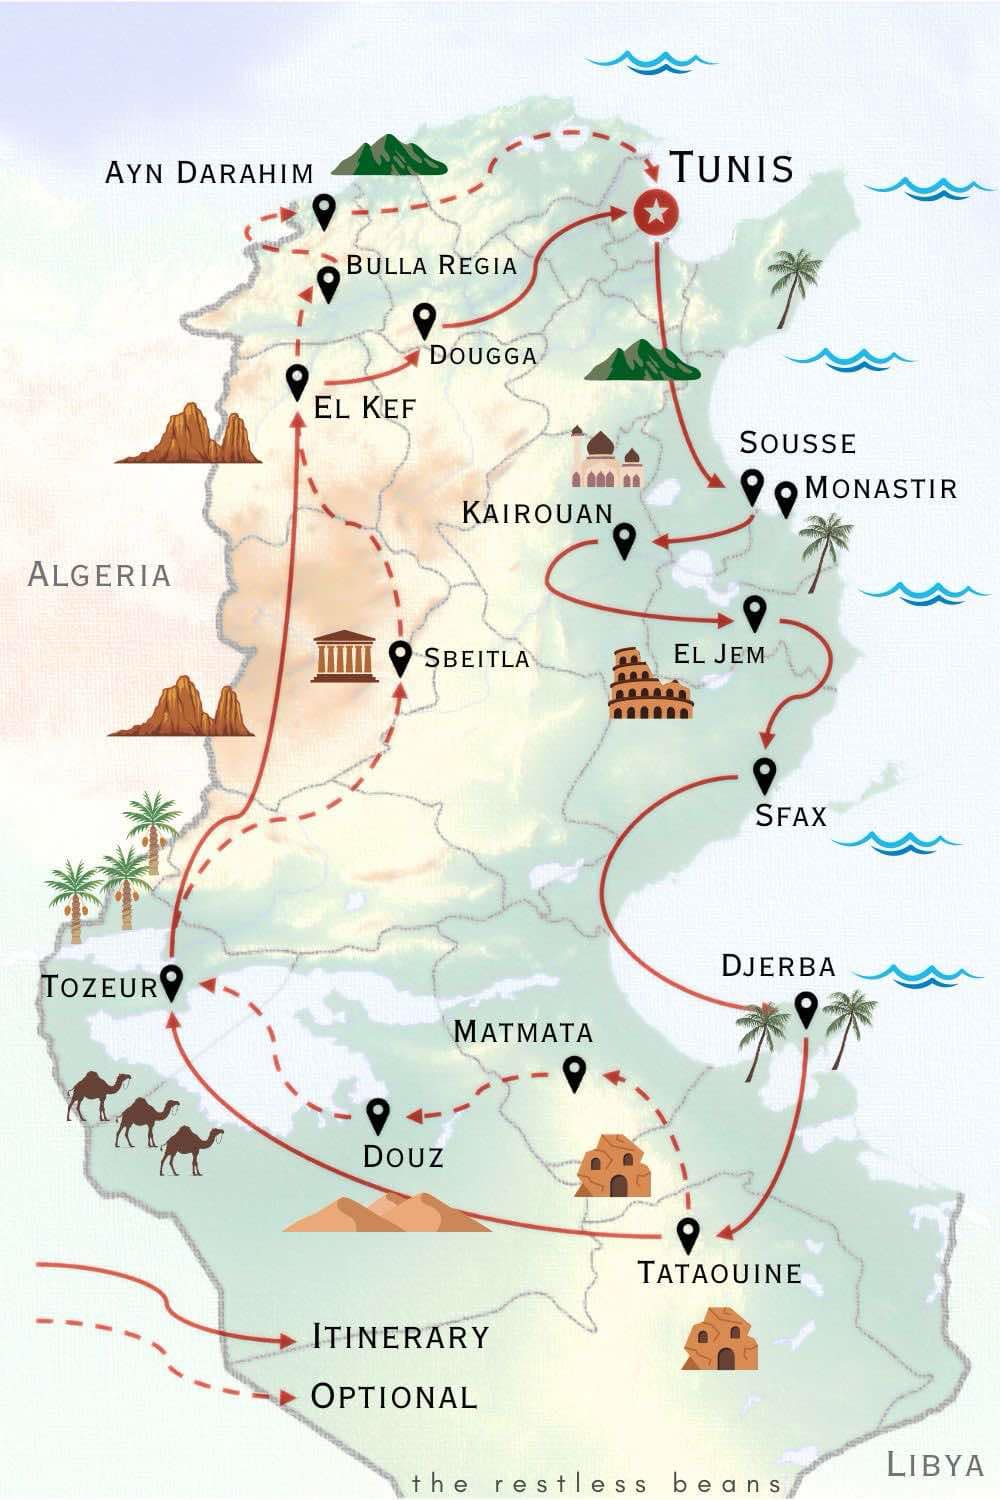 AYN DARAHIM
TUNIS
BULLA REGIA
DOUGGA
EL KEF
SOUSSE
MONASTIR
KAIROUAN
ALGERIA
EL JEM
SBEITLA
SFAX
DJERBA
TOZEUR
MATMATA
DOUZ
TATAOUINE
ITINERARY
OPTIONAL
LIBYA
the restless beans